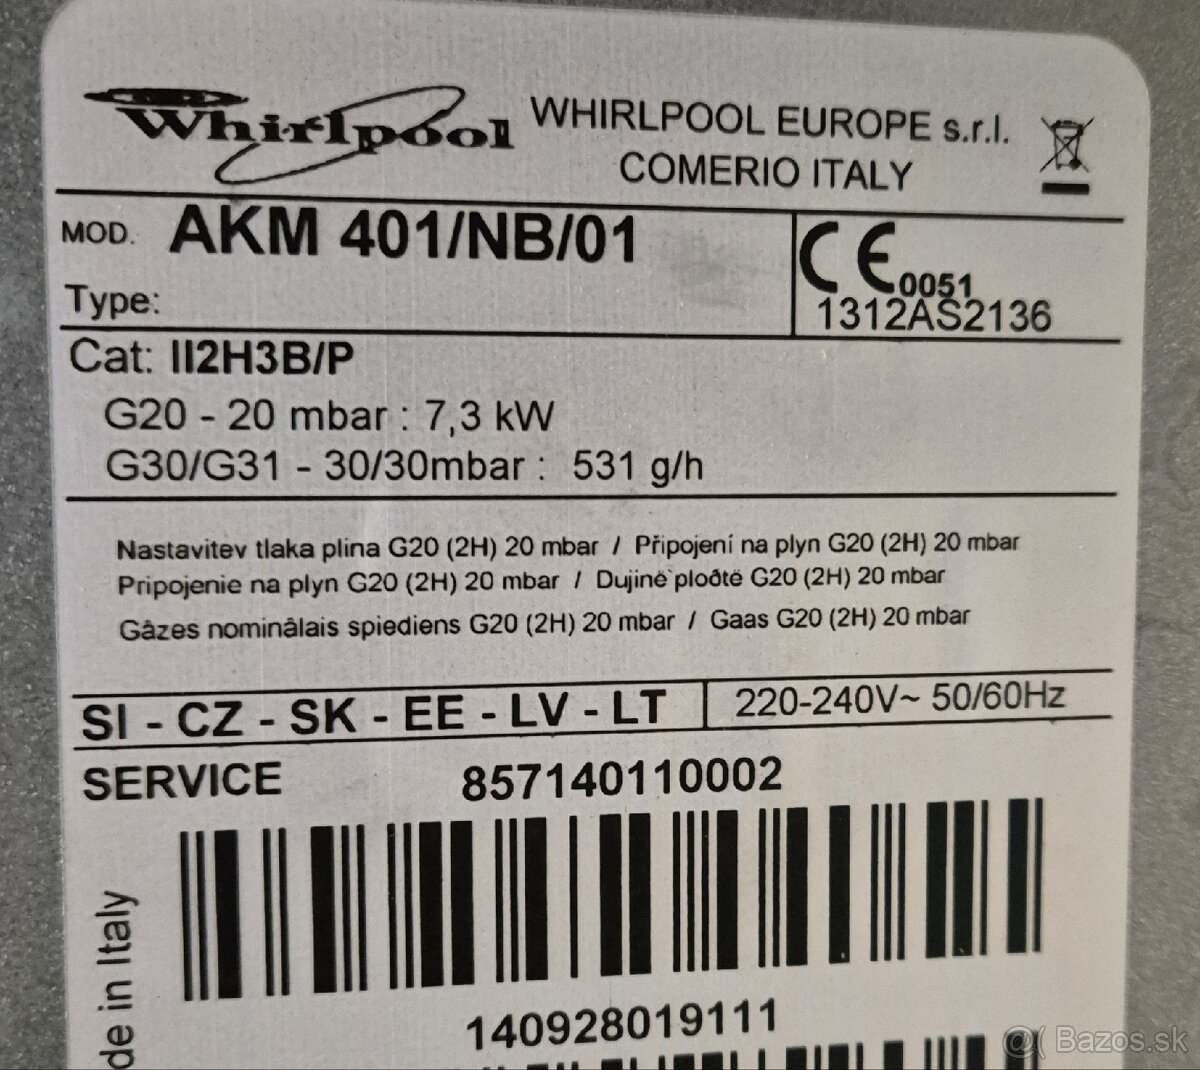 Whirlpool
WHIRLPOOL EUROPE s.r.l.
COMERIO ITALY
MOD. AKM 401/NB/01
Type:
CE 0051
1312AS2136
Cat: II2H3B/P
G20 - 20 mbar : 7,3 kW
G30/G31 - 30/30mbar : 531 g/h
Nastavitev tlaka plina G20 (2H) 20 mbar / Připojení na plyn G20 (2H) 20 mbar
Pripojenie na plyn G20 (2H) 20 mbar / Dujinë ploðtë G20 (2H) 20 mbar
Gâzes nominâlais spiediens G20 (2H) 20 mbar / Gaas G20 (2H) 20 mbar
SI - CZ - SK - EE - LV - LT
220-240V~ 50/60Hz
SERVICE 857140110002
de in Italy
140928019111
@( Bazos.sk